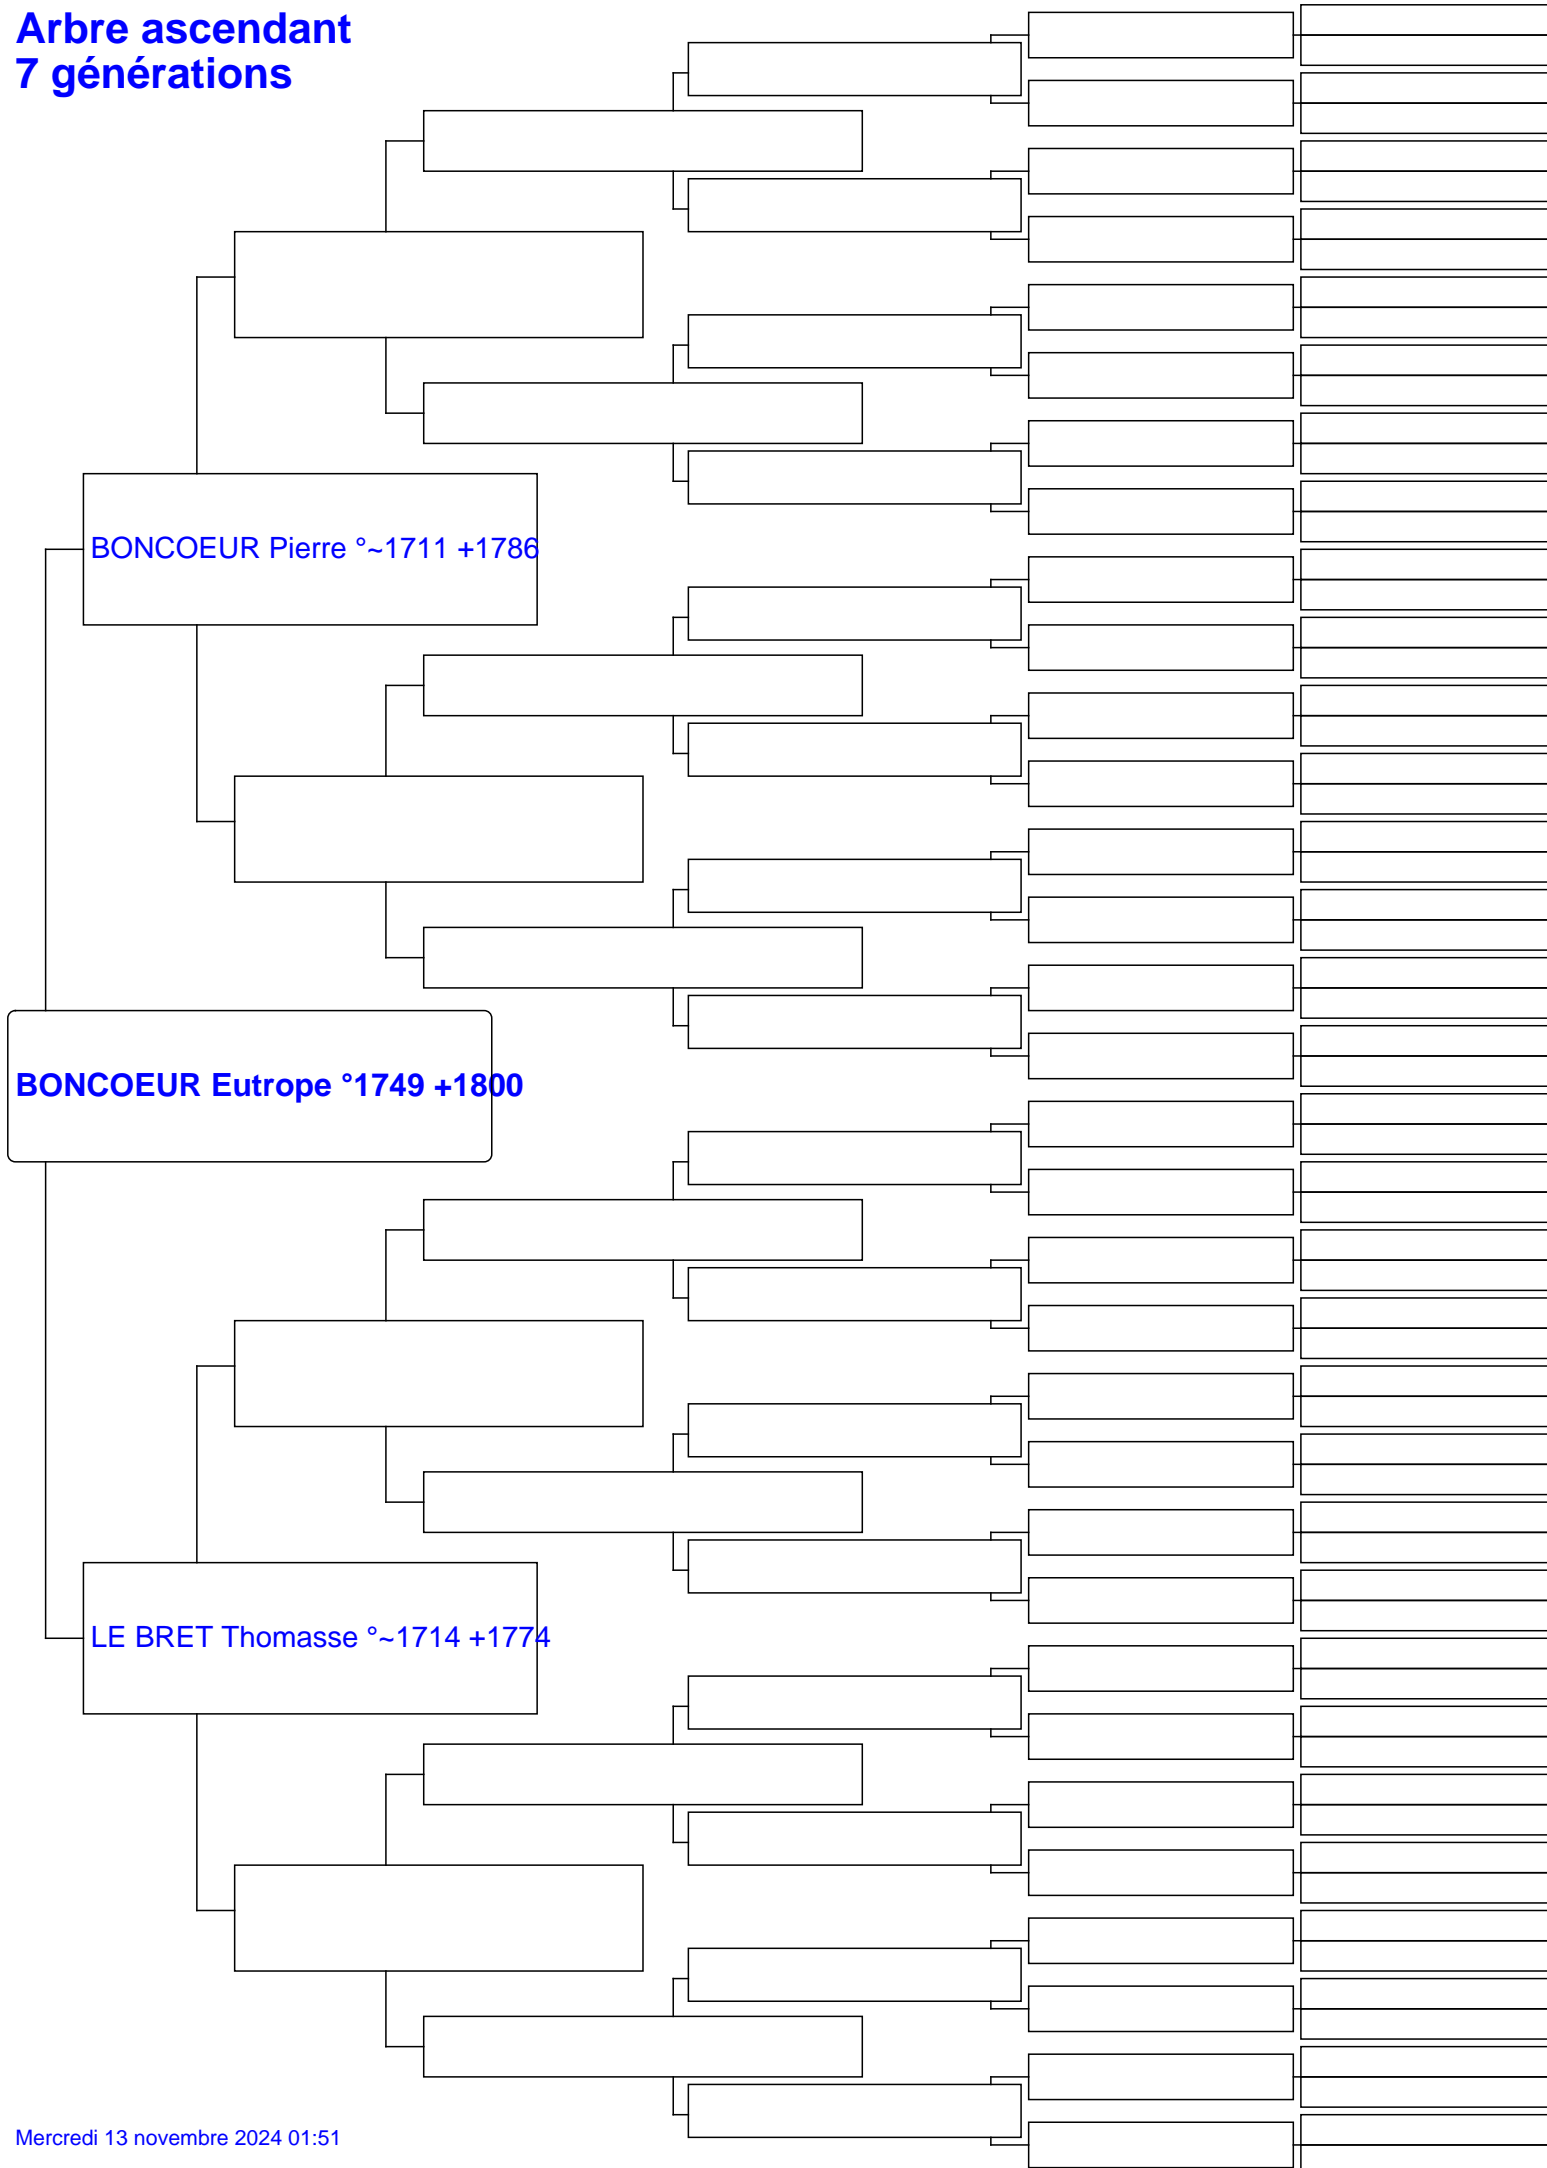 Arbre ascendant
7 générations
BONCOEUR Pierre °~1711 +1786
BONCOEUR Eutrope °1749 +1800
LE BRET Thomasse °~1714 +1774
Mercredi 13 novembre 2024 01:51